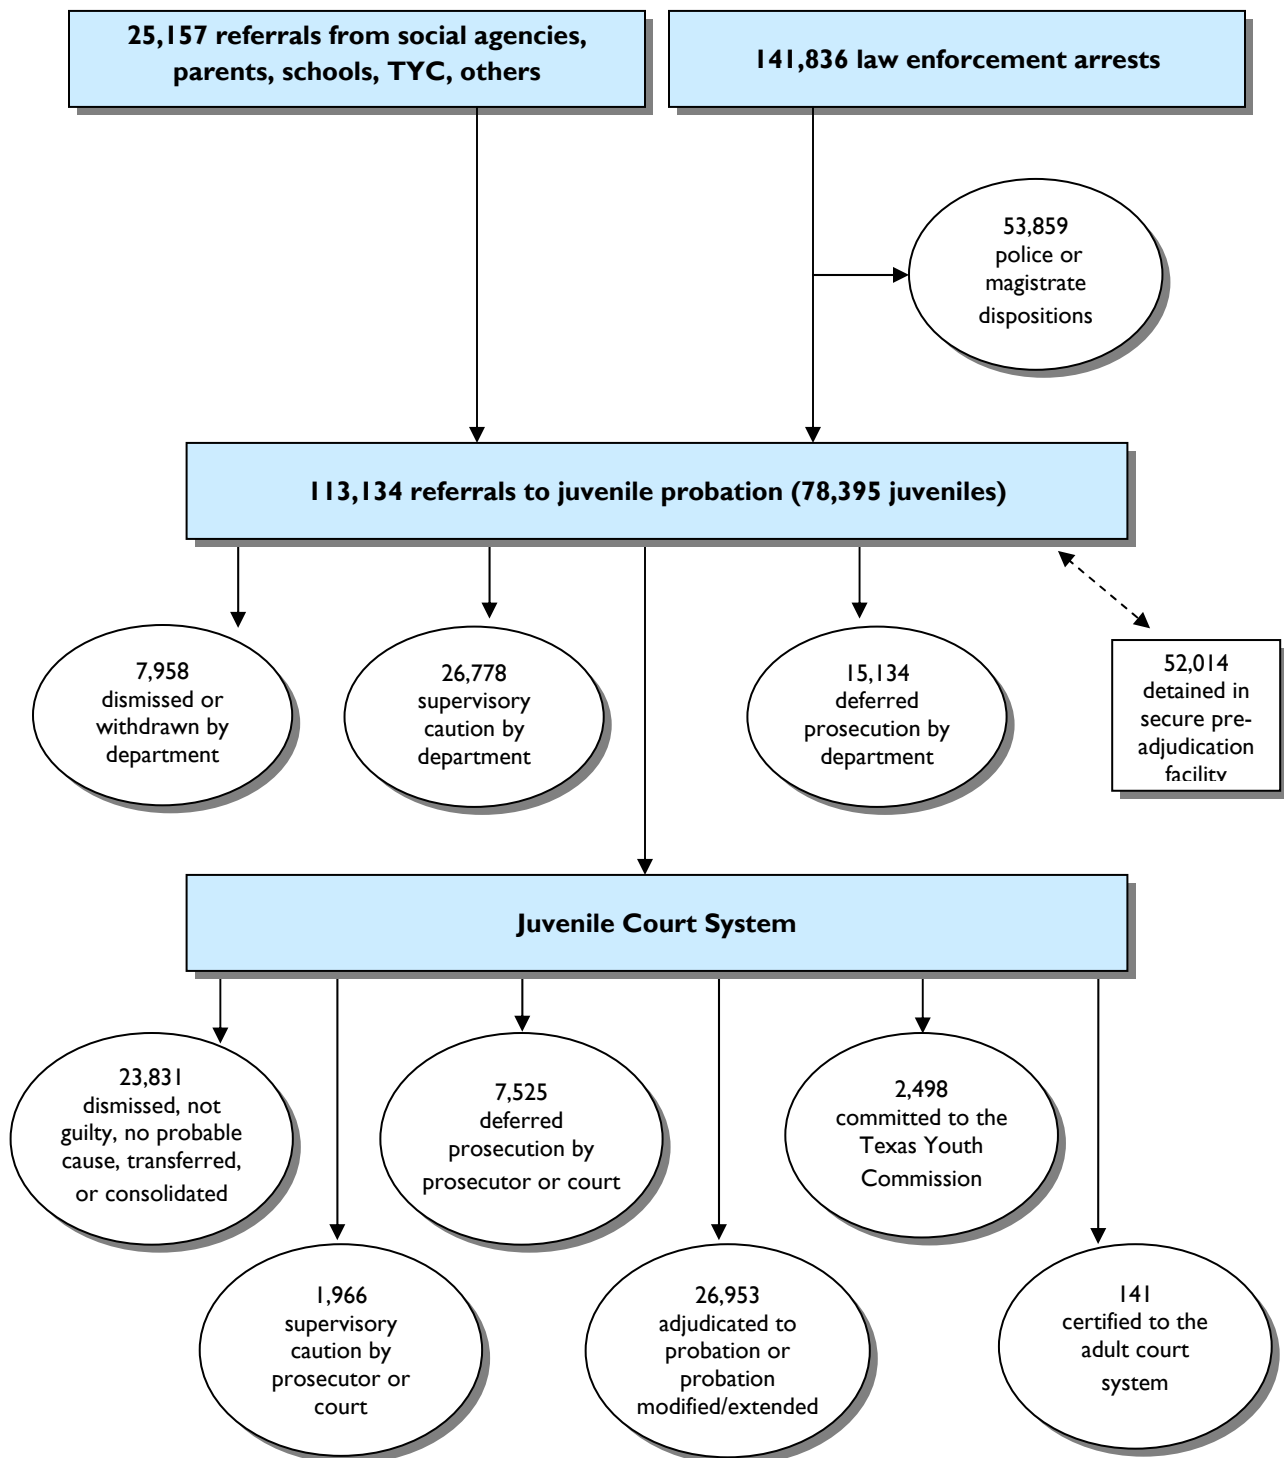 25,157 referrals from social agencies,
parents, schools, TYC, others
141,836 law enforcement arrests
53,859
police or
magistrate
dispositions
113,134 referrals to juvenile probation (78,395 juveniles)
7,958
dismissed or
withdrawn by
department
26,778
supervisory
caution by
department
15,134
deferred
prosecution by
department
52,014
detained in
secure pre-
adjudication
facility
Juvenile Court System
23,831
dismissed, not
guilty, no probable
cause, transferred,
or consolidated
7,525
deferred
prosecution by
prosecutor or court
2,498
committed to the
Texas Youth
Commission
1,966
supervisory
caution by
prosecutor or
court
26,953
adjudicated to
probation or
probation
modified/extended
141
certified to the
adult court
system